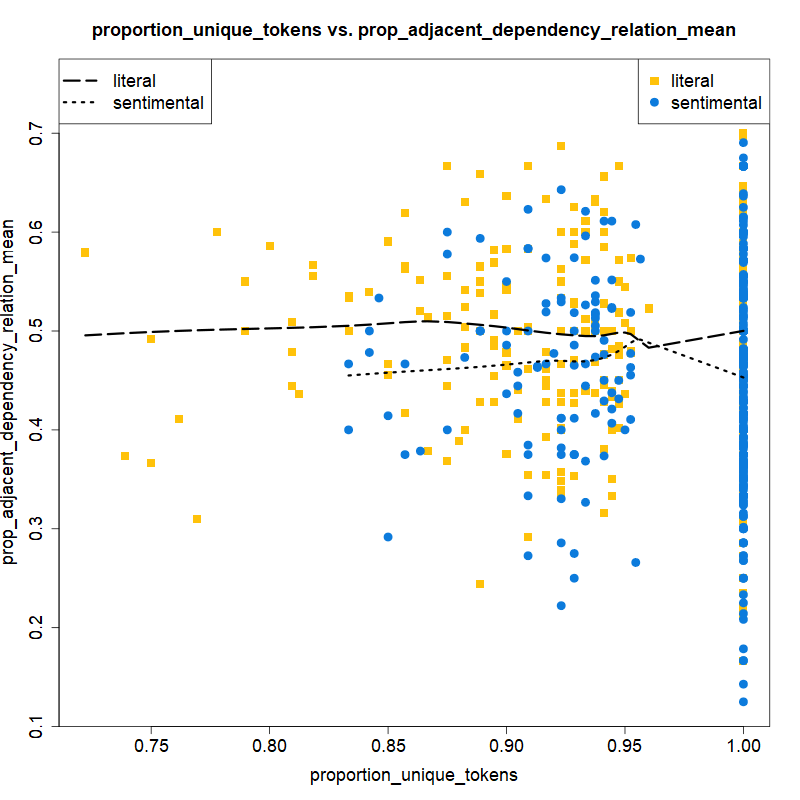 proportion_unique_tokens vs. prop_adjacent_dependency_relation_mean
literal
sentimental
literal
sentimental
prop_adjacent_dependency_relation_mean
0.7
0.6
0.5
0.4
0.3
0.2
0.1
0.75
0.80
0.85
0.90
0.95
1.00
proportion_unique_tokens